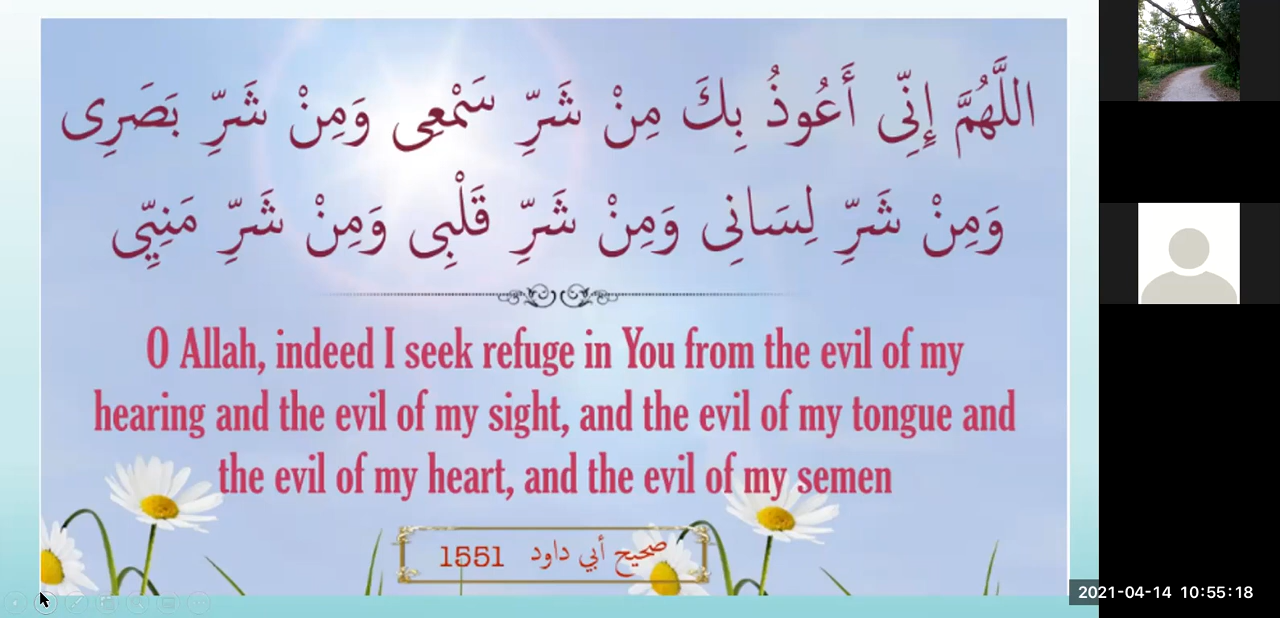 اللَّهُمَّ إِنِّى أَعُوذُ بِكَ مِنْ شَرِّ سَمْعِى وَمِنْ شَرِّ بَصَرِى
وَمِنْ شَرِّ لِسَانِى وَمِنْ شَرِّ قَلْبِى وَمِنْ شَرِّ مَنِيِّى
O Allah, indeed I seek refuge in You from the evil of my
hearing and the evil of my sight, and the evil of my tongue and
the evil of my heart, and the evil of my semen
صحيح أبي داود 1551
2021-04-14 10:55:18